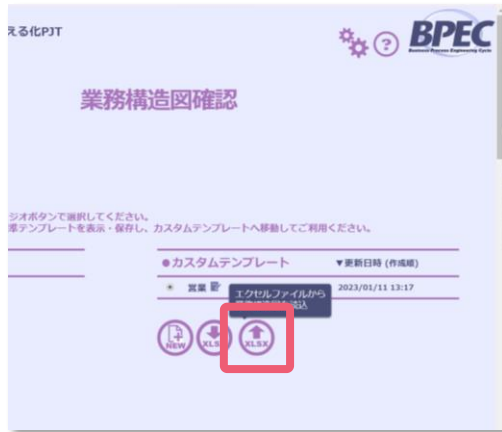 える化PJT
BPEC
Business Process Engineering Cycle
業務構造図確認
ジオボタンで選択してください。
準テンプレートを表示・保存し、カスタムテンプレートへ移動してご利用ください。
●カスタムテンプレート
▼更新日時 (作成順)
営業
エクセルファイルから
2023/01/11 13:17
NEW
XLS
XLSX